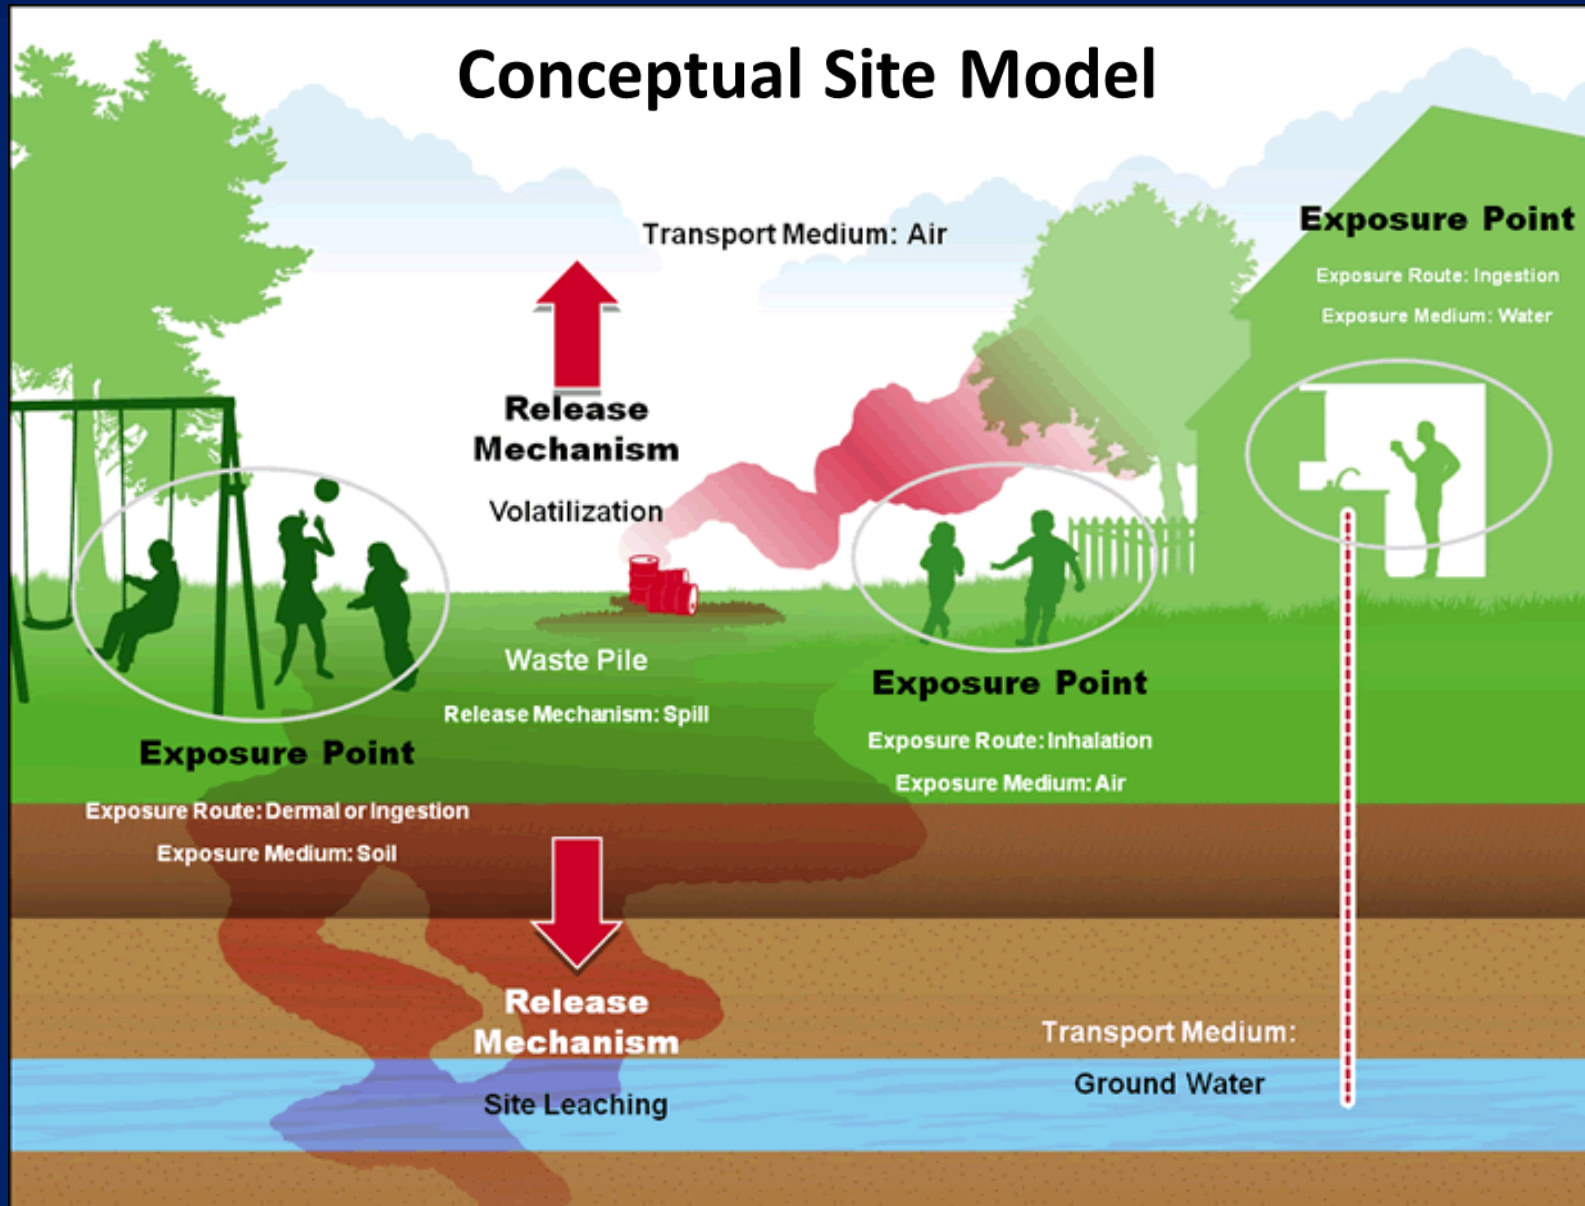 Conceptual Site Model
Transport Medium: Air
Exposure Point
Exposure Route: Ingestion
Exposure Medium: Water
Release
Mechanism
Volatilization
Waste Pile
Release Mechanism: Spill
Exposure Point
Exposure Route: Inhalation
Exposure Medium: Air
Exposure Point
Exposure Route: Dermal or Ingestion
Exposure Medium: Soil
Release
Mechanism
Site Leaching
Transport Medium:
Ground Water